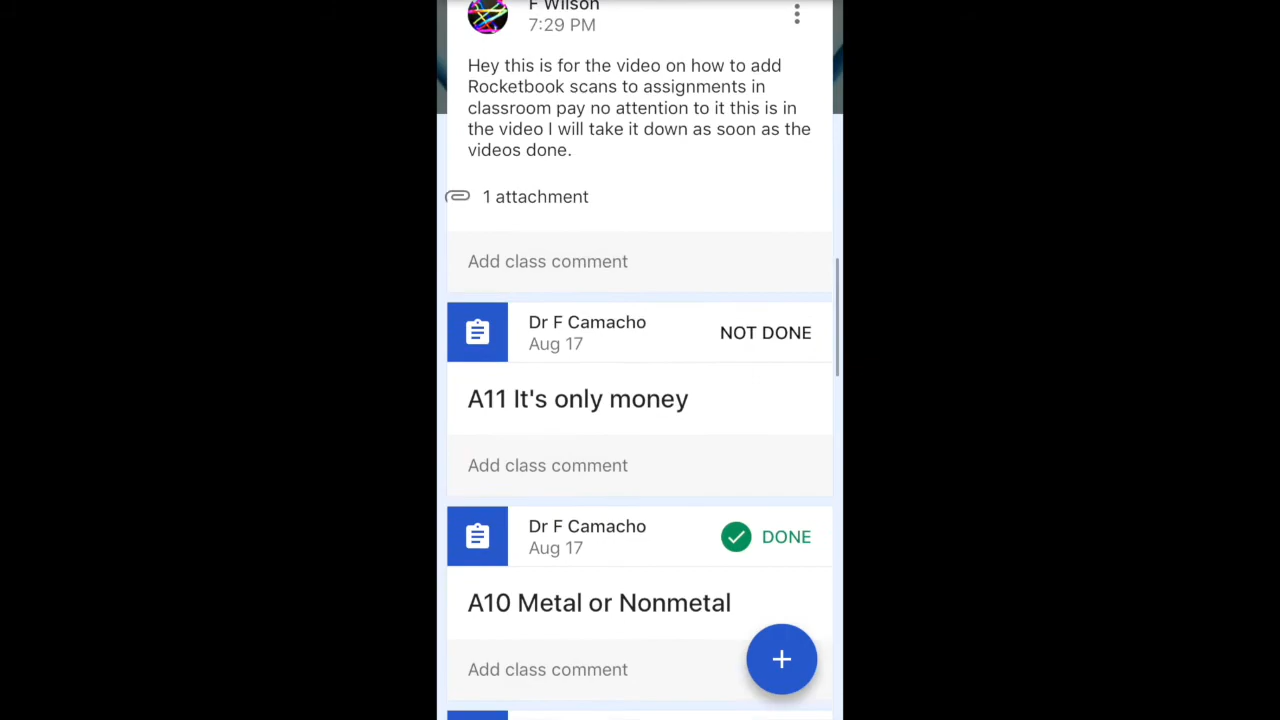 F Wilson
7:29 PM
Hey this is for the video on how to add
Rocketbook scans to assignments in
classroom pay no attention to it this is in
the video I will take it down as soon as the
videos done.
1 attachment
Add class comment
Dr F Camacho
Aug 17
NOT DONE
A11 It's only money
Add class comment
Dr F Camacho
Aug 17
DONE
A10 Metal or Nonmetal
Add class comment